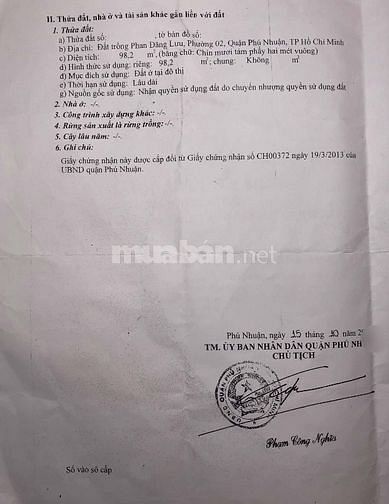 II. Thửa đất, nhà ở và tài sản khác gắn liền với đất
1. Thửa đất:
a) Thửa đất số: , tờ bản đồ số:
b) Địa chỉ: Đất trống Phan Đăng Lưu, Phường 02, Quận Phú Nhuận, TP Hồ Chí Minh
c) Diện tích: 98,2 m², (bằng chữ: Chín mươi tám phẩy hai mét vuông)
d) Hình thức sử dụng: riêng: 98,2 m²; chung: Không m²
đ) Mục đích sử dụng: Đất ở tại đô thị
e) Thời hạn sử dụng: Lâu dài
g) Nguồn gốc sử dụng: Nhận quyền sử dụng đất do chuyển nhượng quyền sử dụng đất
2. Nhà ở: -/-.
3. Công trình xây dựng khác: -/-.
4. Rừng sản xuất là rừng trồng: -/-.
5. Cây lâu năm: -/-.
6. Ghi chú:
Giấy chứng nhận này được cấp đổi từ Giấy chứng nhận số CH00372 ngày 19/3/2013 của
UBND quận Phú Nhuận.
muaban.net
Phú Nhuận, ngày 15 tháng 10 năm 2
TM. ỦY BAN NHÂN DÂN QUẬN PHÚ NH
CHỦ TỊCH
Phạm Công Nghĩa
Số vào sổ cấp